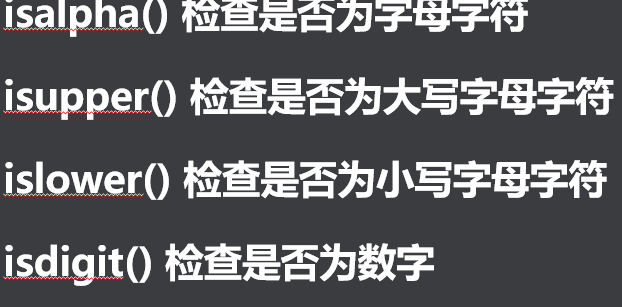 isalpha() 检查是否为字母字符
isupper() 检查是否为大写字母字符
islower() 检查是否为小写字母字符
isdigit() 检查是否为数字